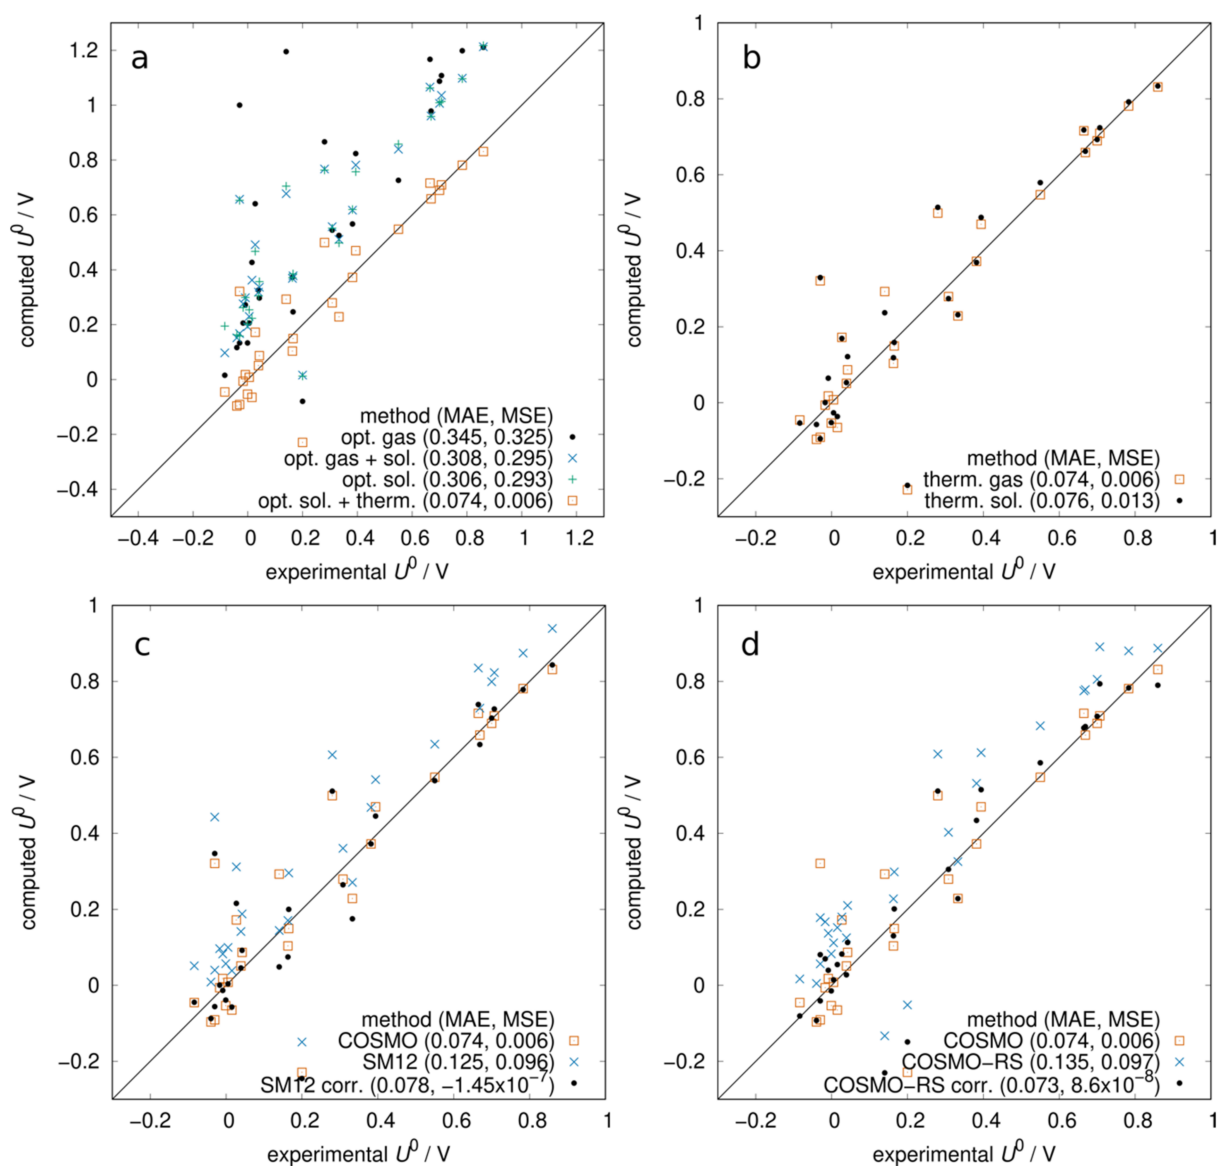 a
1.2
1
0.8
0.6
0.4
0.2
0
−0.2
−0.4
computed U⁰ / V
method (MAE, MSE)
opt. gas (0.345, 0.325)
opt. gas + sol. (0.308, 0.295)
opt. sol. (0.306, 0.293)
opt. sol. + therm. (0.074, 0.006)
−0.4 −0.2 0 0.2 0.4 0.6 0.8 1 1.2
experimental U⁰ / V
b
1
0.8
0.6
0.4
0.2
0
−0.2
computed U⁰ / V
method (MAE, MSE)
therm. gas (0.074, 0.006)
therm. sol. (0.076, 0.013)
−0.2 0 0.2 0.4 0.6 0.8 1
experimental U⁰ / V
c
1
0.8
0.6
0.4
0.2
0
−0.2
computed U⁰ / V
method (MAE, MSE)
COSMO (0.074, 0.006)
SM12 (0.125, 0.096)
SM12 corr. (0.078, −1.45x10⁻⁷)
−0.2 0 0.2 0.4 0.6 0.8 1
experimental U⁰ / V
d
1
0.8
0.6
0.4
0.2
0
−0.2
computed U⁰ / V
method (MAE, MSE)
COSMO (0.074, 0.006)
COSMO−RS (0.135, 0.097)
COSMO−RS corr. (0.073, 8.6x10⁻⁸)
−0.2 0 0.2 0.4 0.6 0.8 1
experimental U⁰ / V